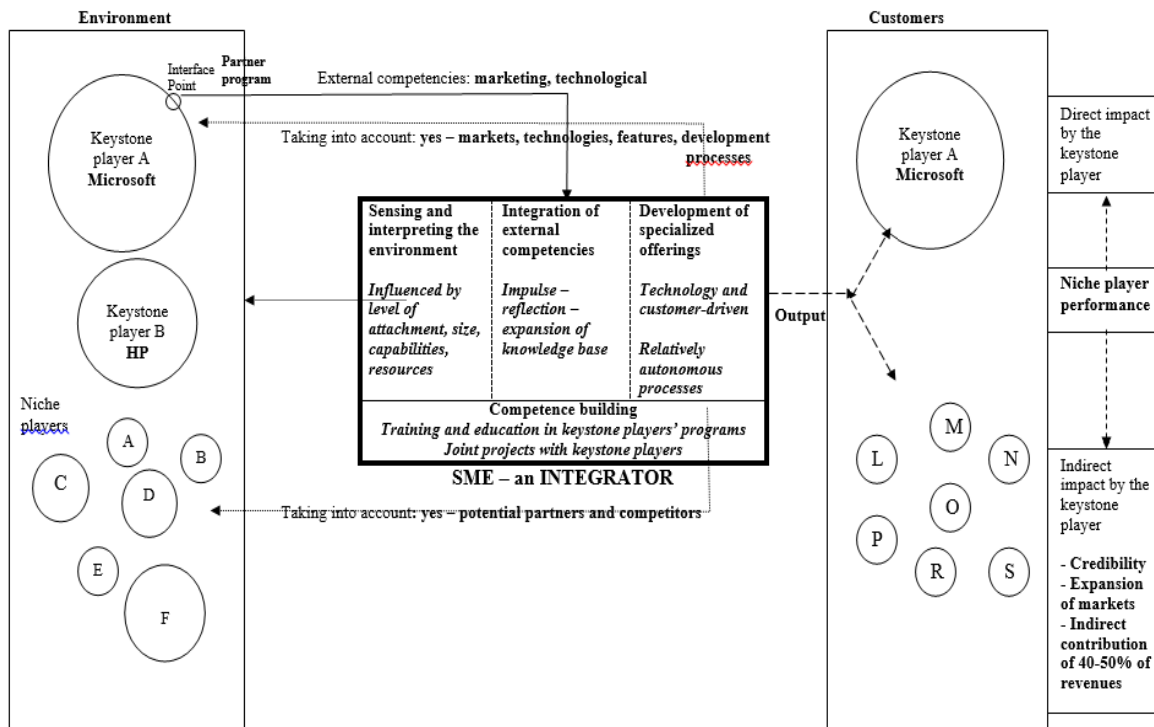 Environment
Customers
Interface
Point
Partner
program
External competencies: marketing, technological
Keystone
player A
Microsoft
Taking into account: yes – markets, technologies, features, development
processes
Keystone
player B
HP
Niche
players
A
B
C
D
E
F
Sensing and
interpreting the
environment
Influenced by
level of
attachment, size,
capabilities,
resources
Integration of
external
competencies
Impulse –
reflection –
expansion of
knowledge base
Development of
specialized
offerings
Technology and
customer-driven
Relatively
autonomous
processes
Competence building
Training and education in keystone players’ programs
Joint projects with keystone players
SME – an INTEGRATOR
Taking into account: yes – potential partners and competitors
Output
Keystone
player A
Microsoft
M
L
N
O
P
R
S
Direct impact
by the
keystone
player
Niche player
performance
Indirect
impact by the
keystone
player
- Credibility
- Expansion
of markets
- Indirect
contribution
of 40-50% of
revenues